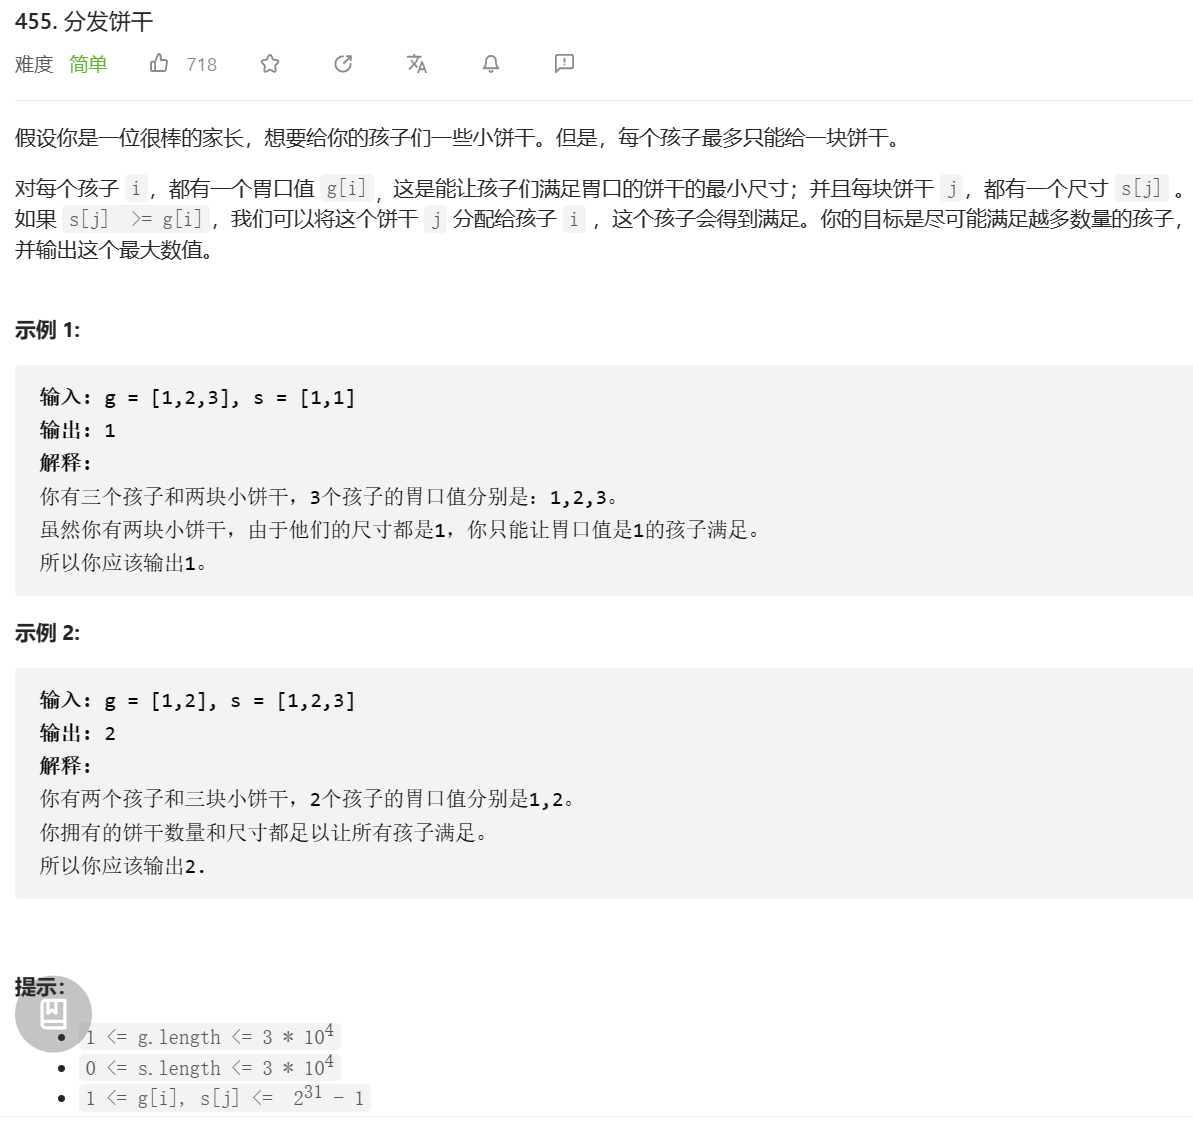 455. 分发饼干
难度 简单 718
假设你是一位很棒的家长，想要给你的孩子们一些小饼干。但是，每个孩子最多只能给一块饼干。
对每个孩子 i，都有一个胃口值 g[i]，这是能让孩子们满足胃口的饼干的最小尺寸；并且每块饼干 j，都有一个尺寸 s[j] 。
如果 s[j] >= g[i]，我们可以将这个饼干 j 分配给孩子 i ，这个孩子会得到满足。你的目标是尽可能满足越多数量的孩子，
并输出这个最大数值。
示例 1:
输入: g = [1,2,3], s = [1,1]
输出: 1
解释:
你有三个孩子和两块小饼干，3个孩子的胃口值分别是：1,2,3。
虽然你有两块小饼干，由于他们的尺寸都是1，你只能让胃口值是1的孩子满足。
所以你应该输出1。
示例 2:
输入: g = [1,2], s = [1,2,3]
输出: 2
解释:
你有两个孩子和三块小饼干，2个孩子的胃口值分别是1,2。
你拥有的饼干数量和尺寸都足以让所有孩子满足。
所以你应该输出2.
提示：
1 <= g.length <= 3 * 10⁴
0 <= s.length <= 3 * 10⁴
1 <= g[i], s[j] <= 2³¹ - 1